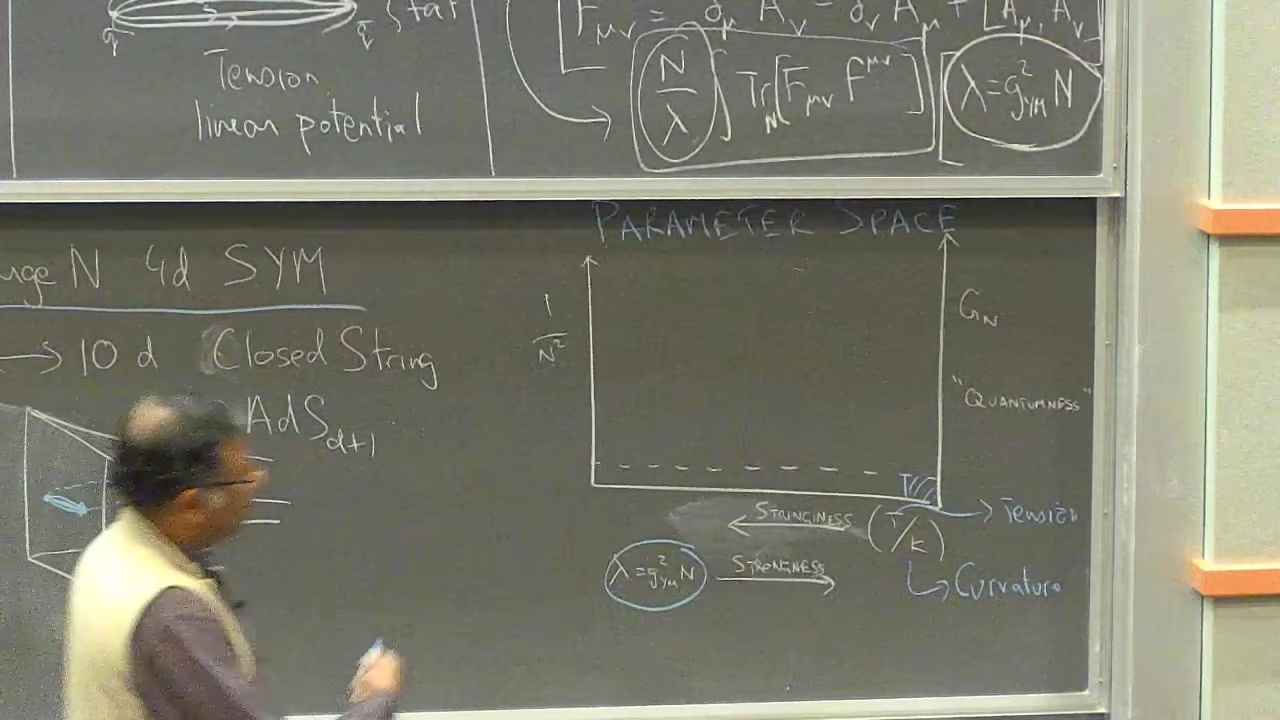 q q̄ Star
Tension
linear potential
F_μν = ∂_μ A_ν - ∂_ν A_μ + [A_μ, A_ν]
N/λ ∫ Tr_N [F_μν F^μν] λ = g²_YM N
N 4d SYM
→ 10 d Closed String
AdS_d+1
PARAMETER SPACE
1/N²
G_N
"QUANTUMNESS"
STRINGINESS (T/k) → Tension
λ = g²_YM N STRONGNESS
Curvature